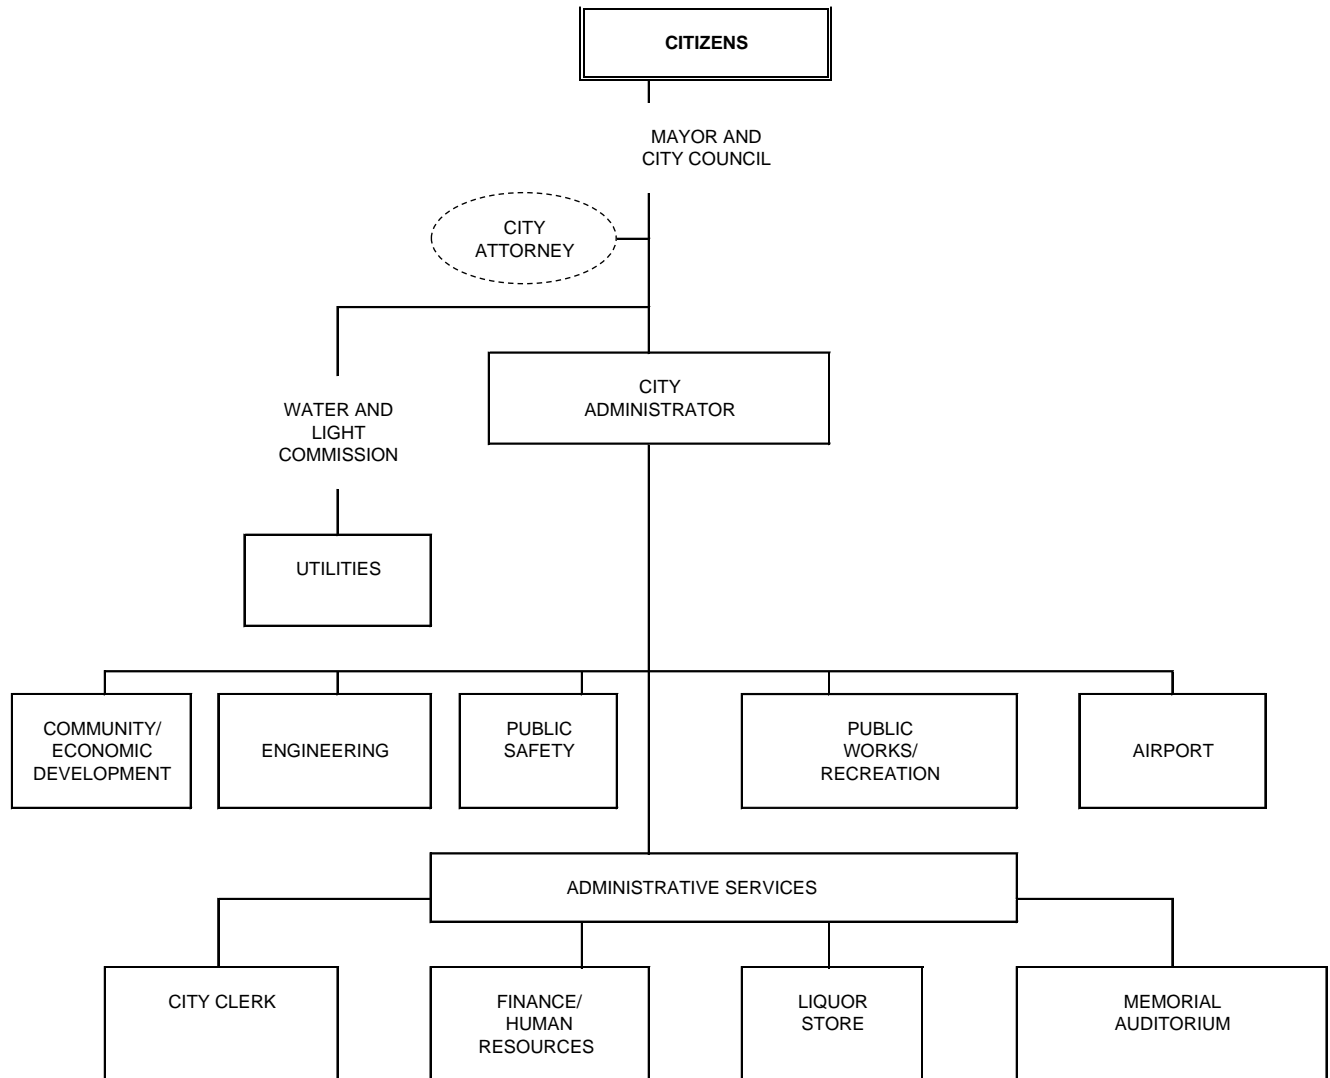 CITIZENS
MAYOR AND
CITY COUNCIL
CITY
ATTORNEY
CITY
ADMINISTRATOR
WATER AND
LIGHT
COMMISSION
UTILITIES
COMMUNITY/
ECONOMIC
DEVELOPMENT
ENGINEERING
PUBLIC
SAFETY
PUBLIC
WORKS/
RECREATION
AIRPORT
ADMINISTRATIVE SERVICES
CITY CLERK
FINANCE/
HUMAN
RESOURCES
LIQUOR
STORE
MEMORIAL
AUDITORIUM